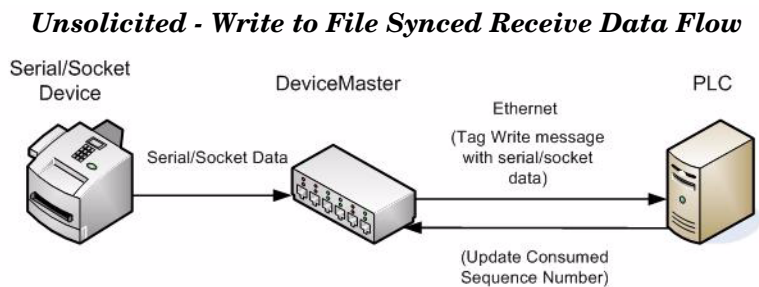 Unsolicited - Write to File Synced Receive Data Flow
Serial/Socket
Device
DeviceMaster
PLC
Ethernet
(Tag Write message
with serial/socket
data)
Serial/Socket Data
(Update Consumed
Sequence Number)